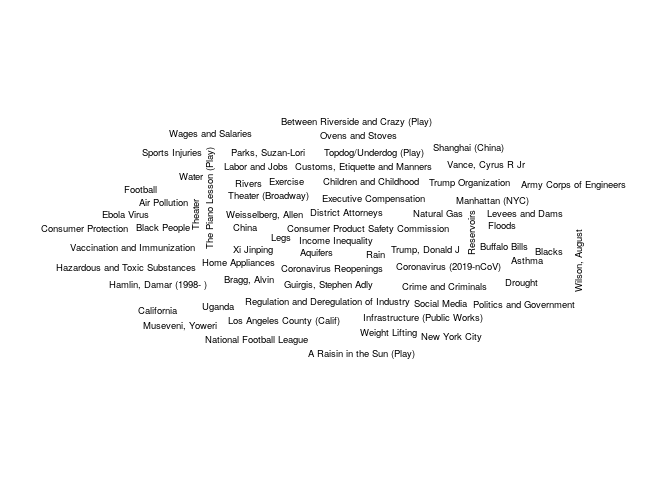 Between Riverside and Crazy (Play)
Wages and Salaries
Ovens and Stoves
Sports Injuries
The Piano Lesson (Play)
Parks, Suzan-Lori
Topdog/Underdog (Play)
Shanghai (China)
Labor and Jobs
Customs, Etiquette and Manners
Vance, Cyrus R Jr
Water
Rivers
Exercise
Children and Childhood
Trump Organization
Army Corps of Engineers
Football
Air Pollution
Theater
Theater (Broadway)
Executive Compensation
Manhattan (NYC)
Ebola Virus
Weisselberg, Allen
District Attorneys
Natural Gas
Reservoirs
Levees and Dams
Consumer Protection
Black People
China
Consumer Product Safety Commission
Floods
Legs
Income Inequality
Vaccination and Immunization
Xi Jinping
Aquifers
Rain
Trump, Donald J
Buffalo Bills
Blacks
Wilson, August
Hazardous and Toxic Substances
Home Appliances
Coronavirus Reopenings
Coronavirus (2019-nCoV)
Asthma
Hamlin, Damar (1998- )
Bragg, Alvin
Guirgis, Stephen Adly
Crime and Criminals
Drought
California
Uganda
Regulation and Deregulation of Industry
Social Media
Politics and Government
Museveni, Yoweri
Los Angeles County (Calif)
Infrastructure (Public Works)
National Football League
Weight Lifting
New York City
A Raisin in the Sun (Play)